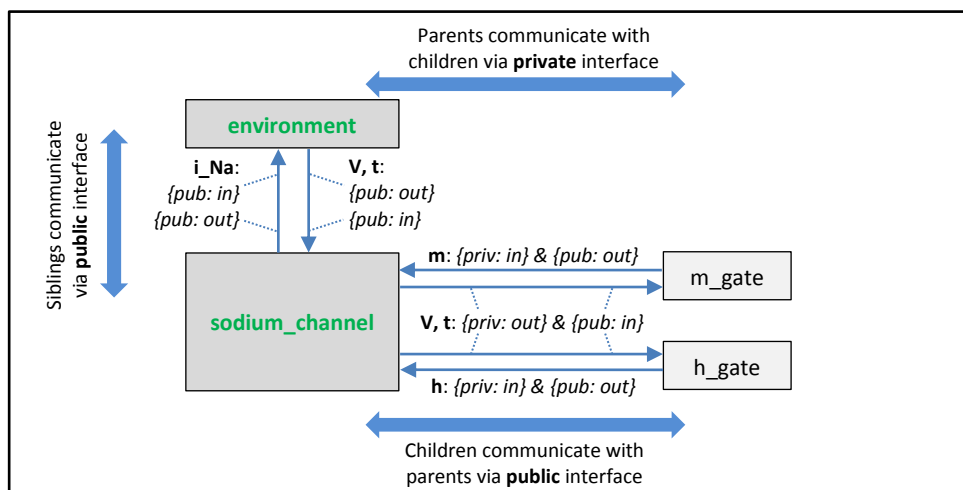 Parents communicate with
children via private interface
Siblings communicate
via public interface
environment
i_Na:
{pub: in}
{pub: out}
V, t:
{pub: out}
{pub: in}
sodium_channel
m: {priv: in} & {pub: out}
m_gate
V, t: {priv: out} & {pub: in}
h_gate
h: {priv: in} & {pub: out}
Children communicate with
parents via public interface